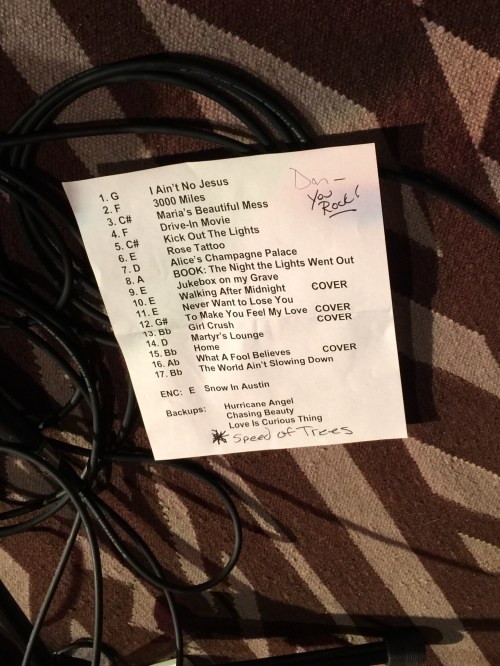 Dan –
You
Rock!
1. G I Ain't No Jesus
2. F 3000 Miles
3. C# Maria's Beautiful Mess
4. F Drive-In Movie
5. C# Kick Out The Lights
6. E Rose Tattoo
7. D Alice's Champagne Palace
8. A BOOK: The Night the Lights Went Out
9. E Jukebox on my Grave
10. E Walking After Midnight COVER
11. E Never Want to Lose You
12. G# To Make You Feel My Love COVER
13. Bb Girl Crush COVER
14. D Martyr's Lounge
15. Bb Home
16. Ab What A Fool Believes COVER
17. Bb The World Ain't Slowing Down
ENC: E Snow In Austin
Backups: Hurricane Angel
Chasing Beauty
Love Is Curious Thing
* Speed of Trees